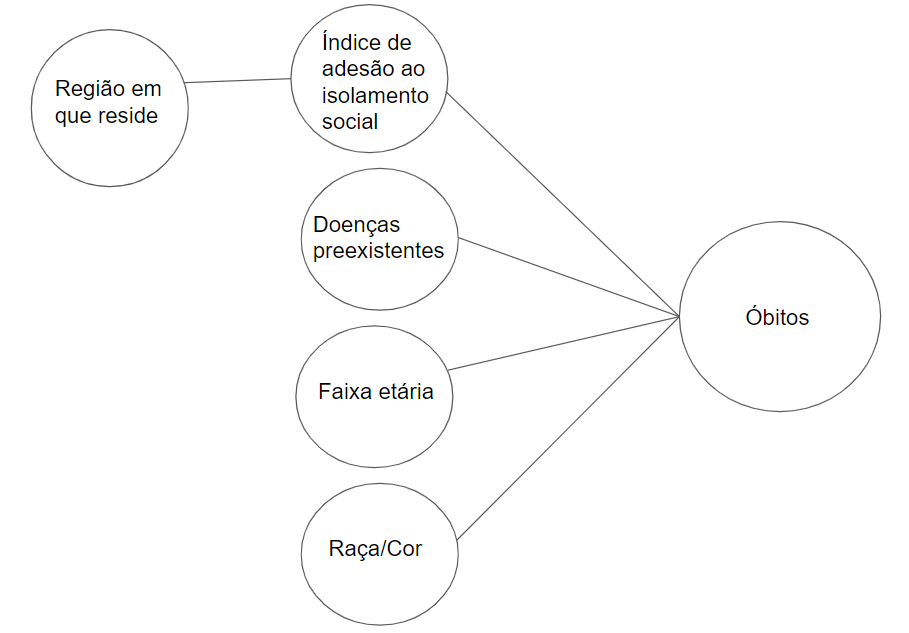 Região em
que reside
Índice de
adesão ao
isolamento
social
Doenças
preexistentes
Faixa etária
Raça/Cor
Óbitos